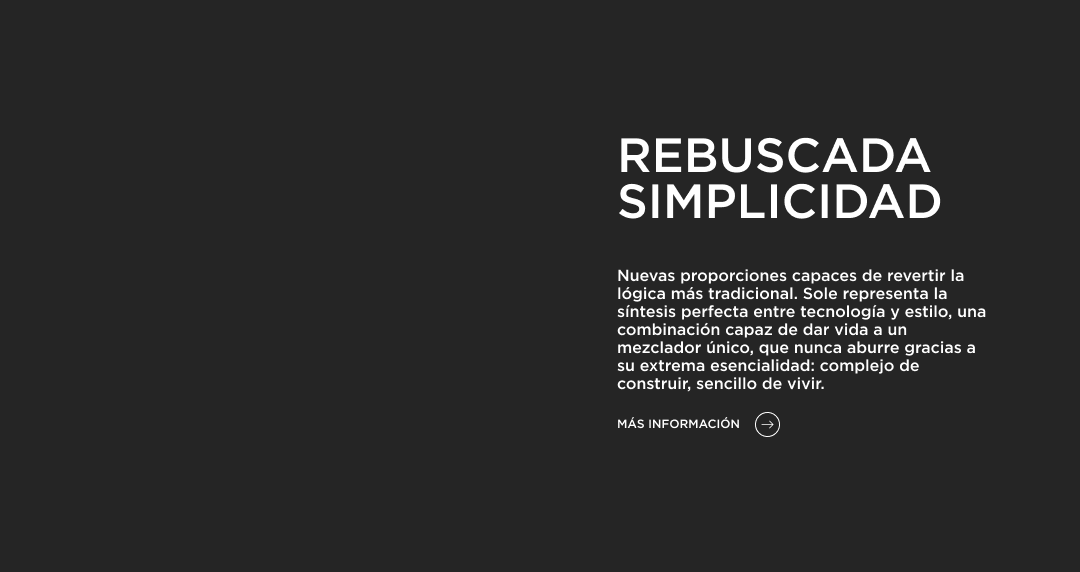 REBUSCADA
SIMPLICIDAD
Nuevas proporciones capaces de revertir la
lógica más tradicional. Sole representa la
síntesis perfecta entre tecnología y estilo, una
combinación capaz de dar vida a un
mezclador único, que nunca aburre gracias a
su extrema esencialidad: complejo de
construir, sencillo de vivir.
MÁS INFORMACIÓN